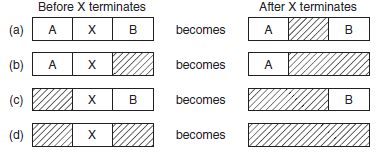 Before X terminates After X terminates
(a) A X B becomes A B
(b) A X becomes A
(c) X B becomes B
(d) X becomes